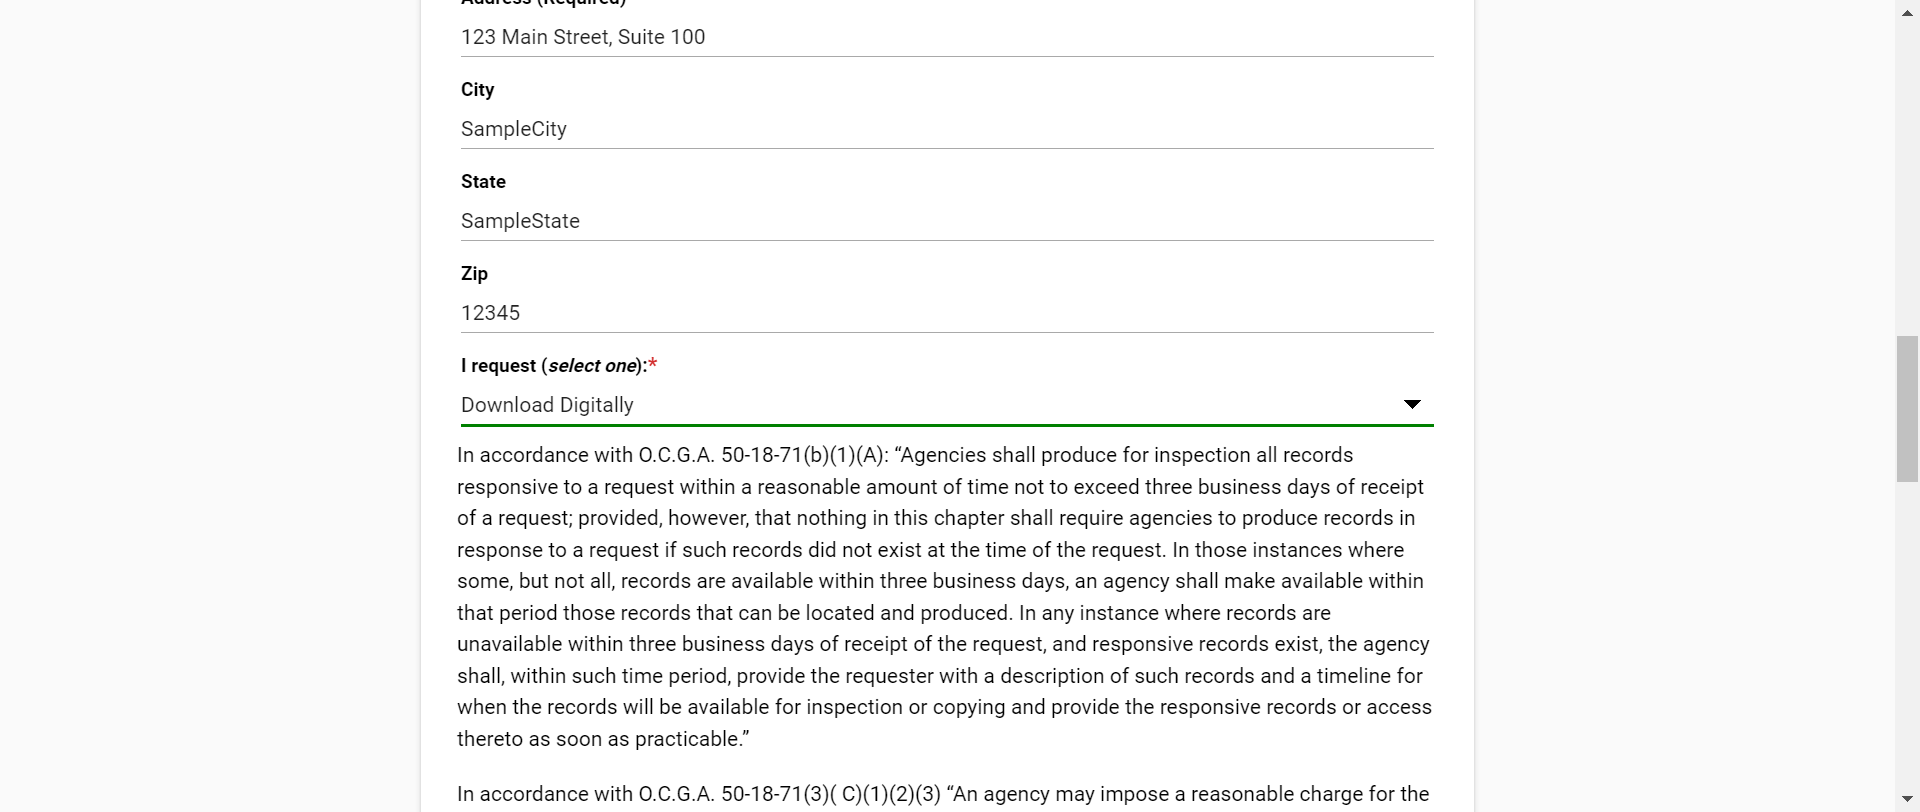 Address (Required)
123 Main Street, Suite 100
City
SampleCity
State
SampleState
Zip
12345
I request (select one):*
Download Digitally
In accordance with O.C.G.A. 50-18-71(b)(1)(A): “Agencies shall produce for inspection all records
responsive to a request within a reasonable amount of time not to exceed three business days of receipt
of a request; provided, however, that nothing in this chapter shall require agencies to produce records in
response to a request if such records did not exist at the time of the request. In those instances where
some, but not all, records are available within three business days, an agency shall make available within
that period those records that can be located and produced. In any instance where records are
unavailable within three business days of receipt of the request, and responsive records exist, the agency
shall, within such time period, provide the requester with a description of such records and a timeline for
when the records will be available for inspection or copying and provide the responsive records or access
thereto as soon as practicable.”
In accordance with O.C.G.A. 50-18-71(3)( C)(1)(2)(3) “An agency may impose a reasonable charge for the